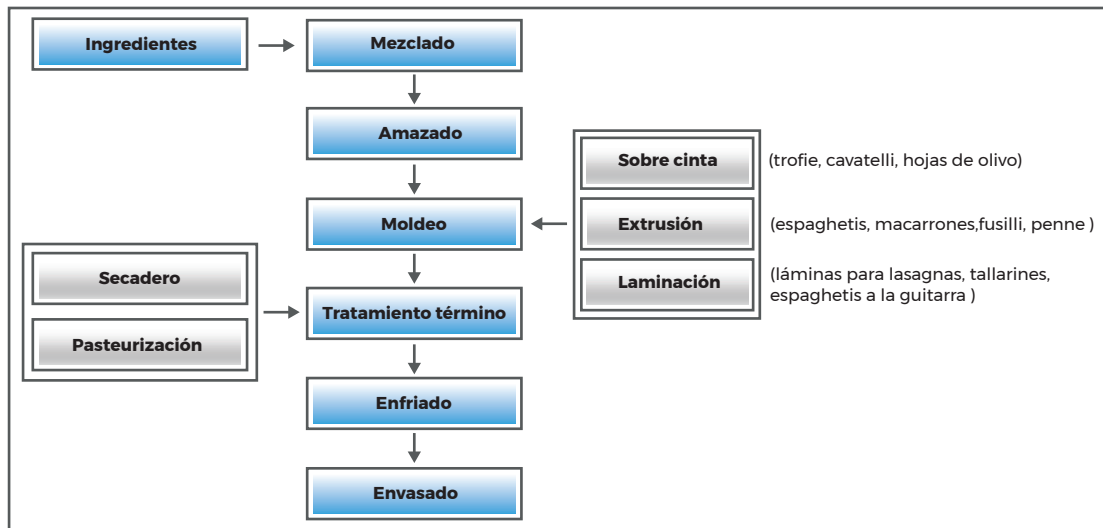 Ingredientes
Mezclado
Amazado
Sobre cinta
(trofie, cavatelli, hojas de olivo)
Moldeo
Extrusión
(espaghetis, macarrones,fusilli, penne )
Secadero
Laminación
(láminas para lasagnas, tallarines,
espaghetis a la guitarra )
Tratamiento término
Pasteurización
Enfriado
Envasado